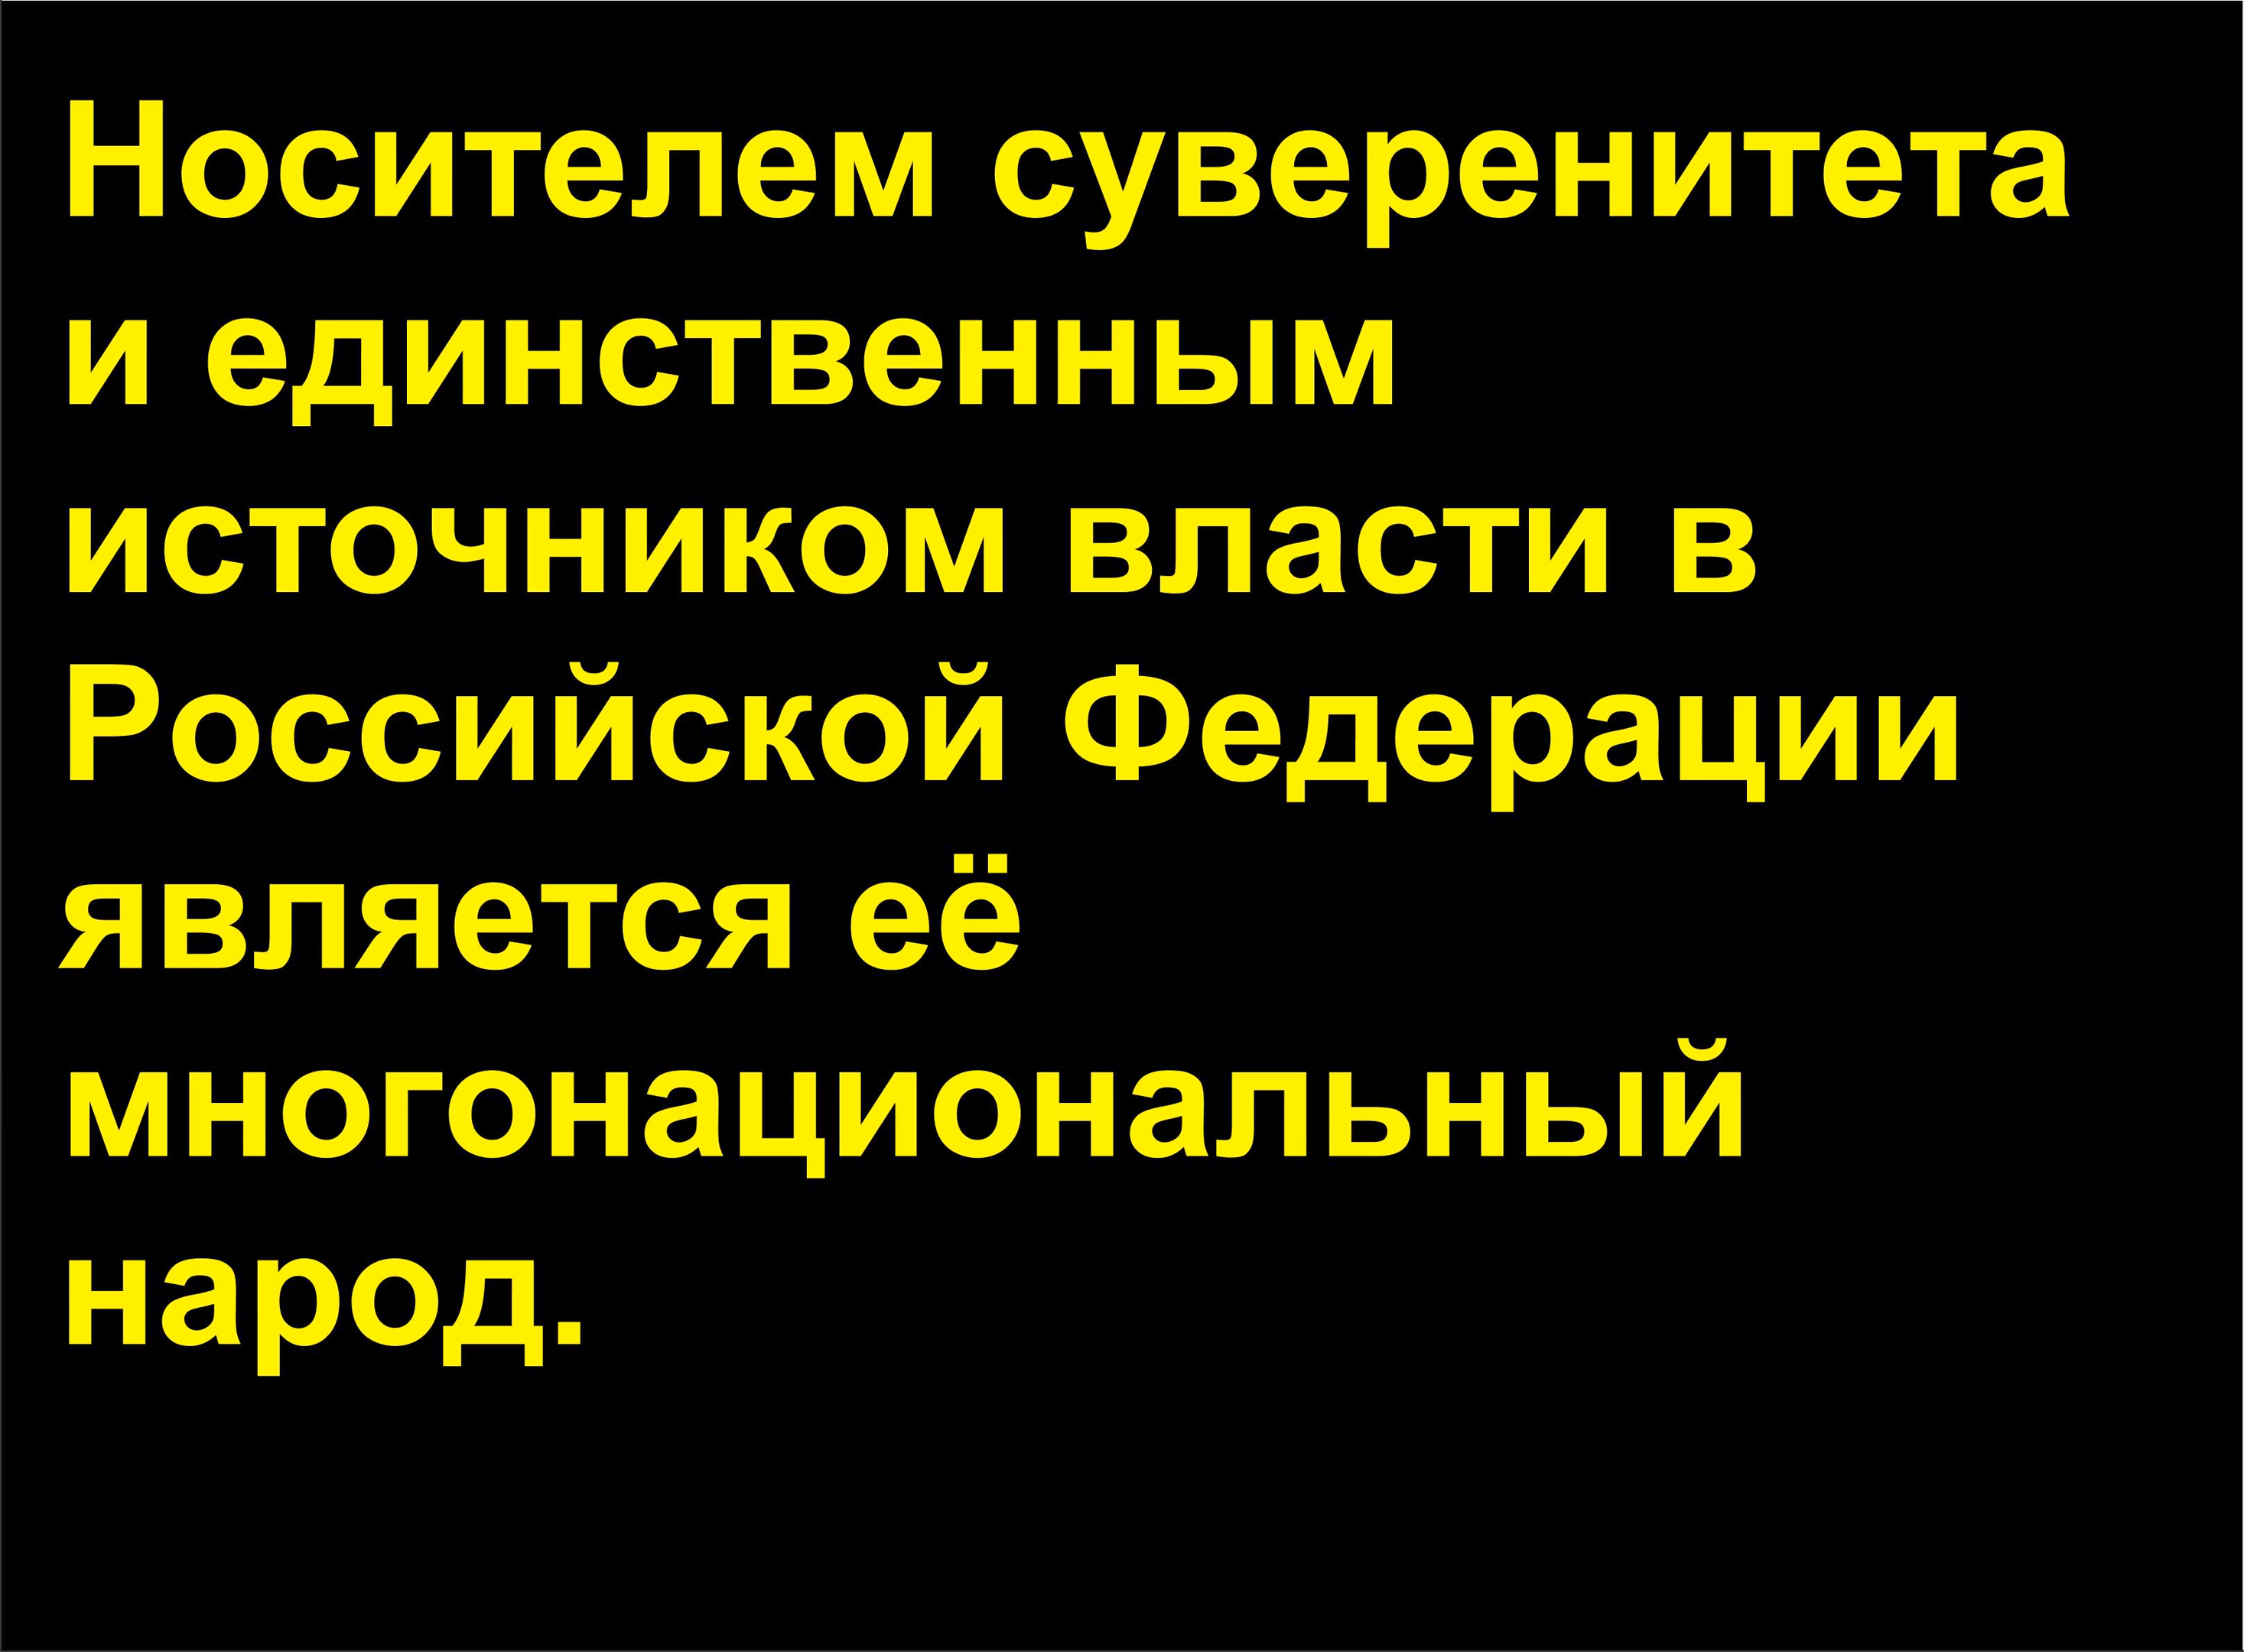 Носителем суверенитета
и единственным
источником власти в
Российской Федерации
является её
многонациональный
народ.